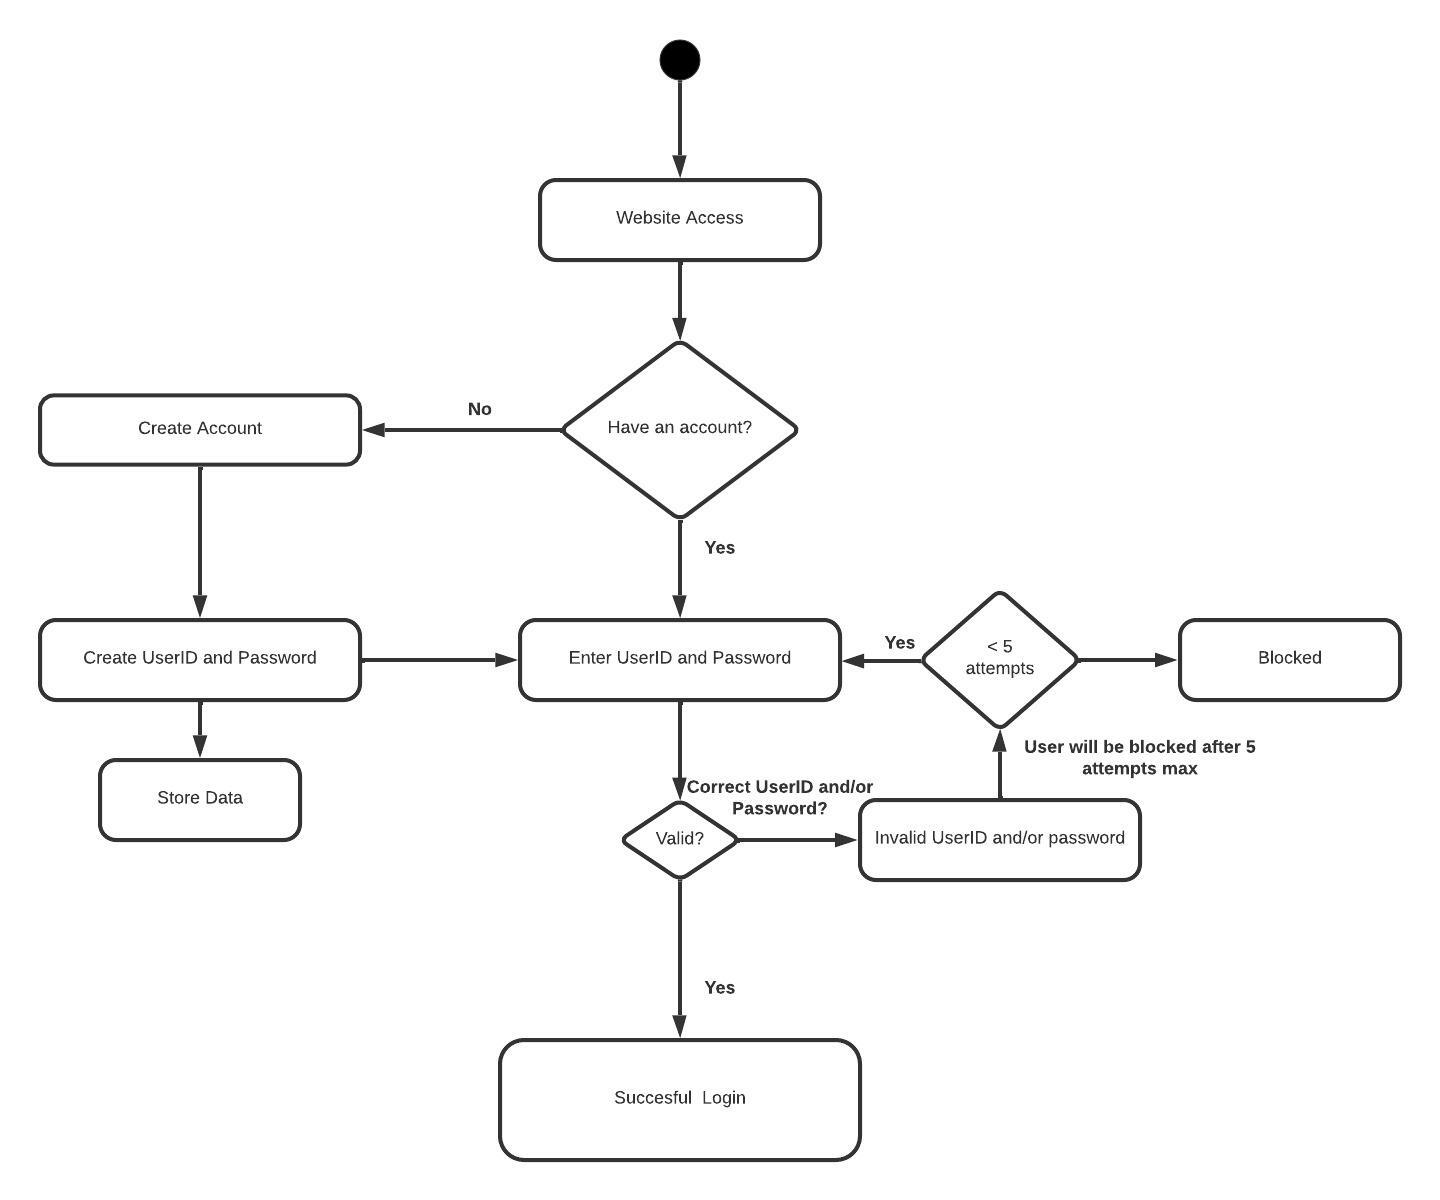 Website Access
Have an account?
No
Create Account
Yes
Create UserID and Password
Enter UserID and Password
Yes
< 5
attempts
Blocked
User will be blocked after 5
attempts max
Store Data
Correct UserID and/or
Password?
Valid?
Invalid UserID and/or password
Yes
Succesful  Login